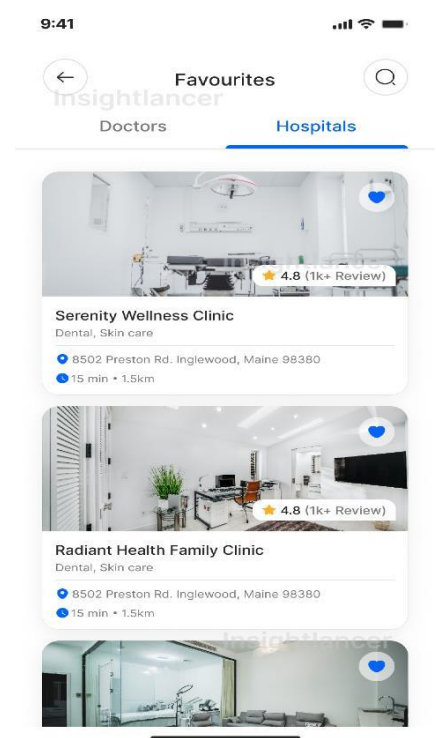 9:41
Favourites
Insightlancer
Doctors
Hospitals
Insightlancer
4.8 (1k+ Review)
Serenity Wellness Clinic
Dental, Skin care
8502 Preston Rd. Inglewood, Maine 98380
15 min • 1.5km
4.8 (1k+ Review)
Radiant Health Family Clinic
Dental, Skin care
8502 Preston Rd. Inglewood, Maine 98380
15 min • 1.5km
Insightlancer